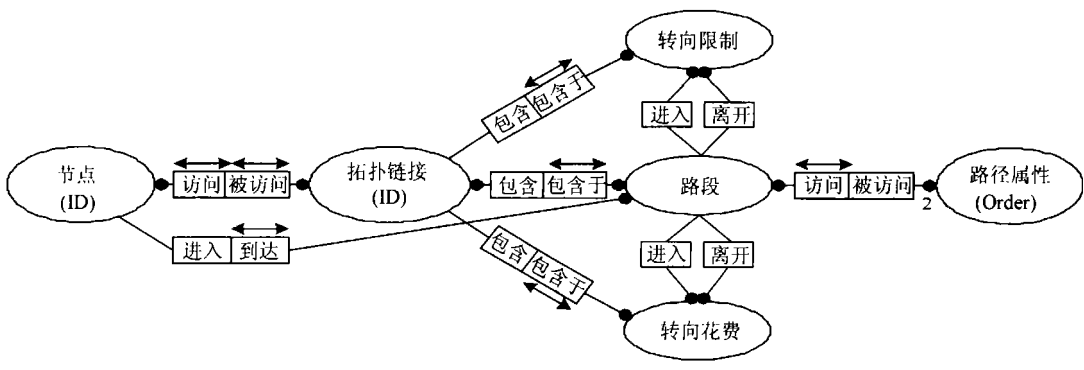 转向限制
包含 包含于
进入 离开
节点
(ID)
访问 被访问
拓扑链接
(ID)
包含 包含于
路段
访问 被访问
2
路径属性
(Order)
进入 到达
包含 包含于
进入 离开
转向花费